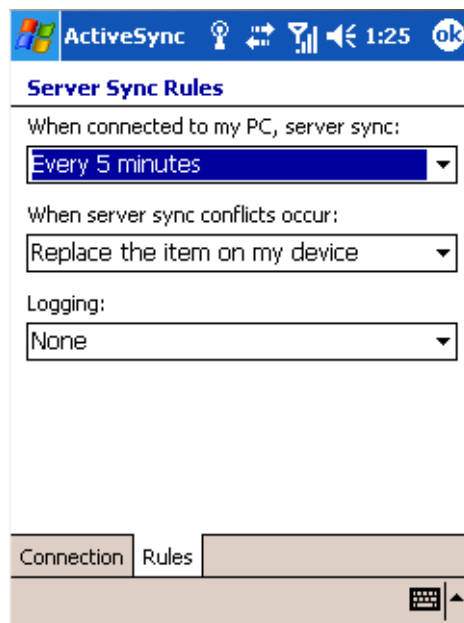 ActiveSync 1:25 ok
Server Sync Rules
When connected to my PC, server sync:
Every 5 minutes
When server sync conflicts occur:
Replace the item on my device
Logging:
None
Connection Rules